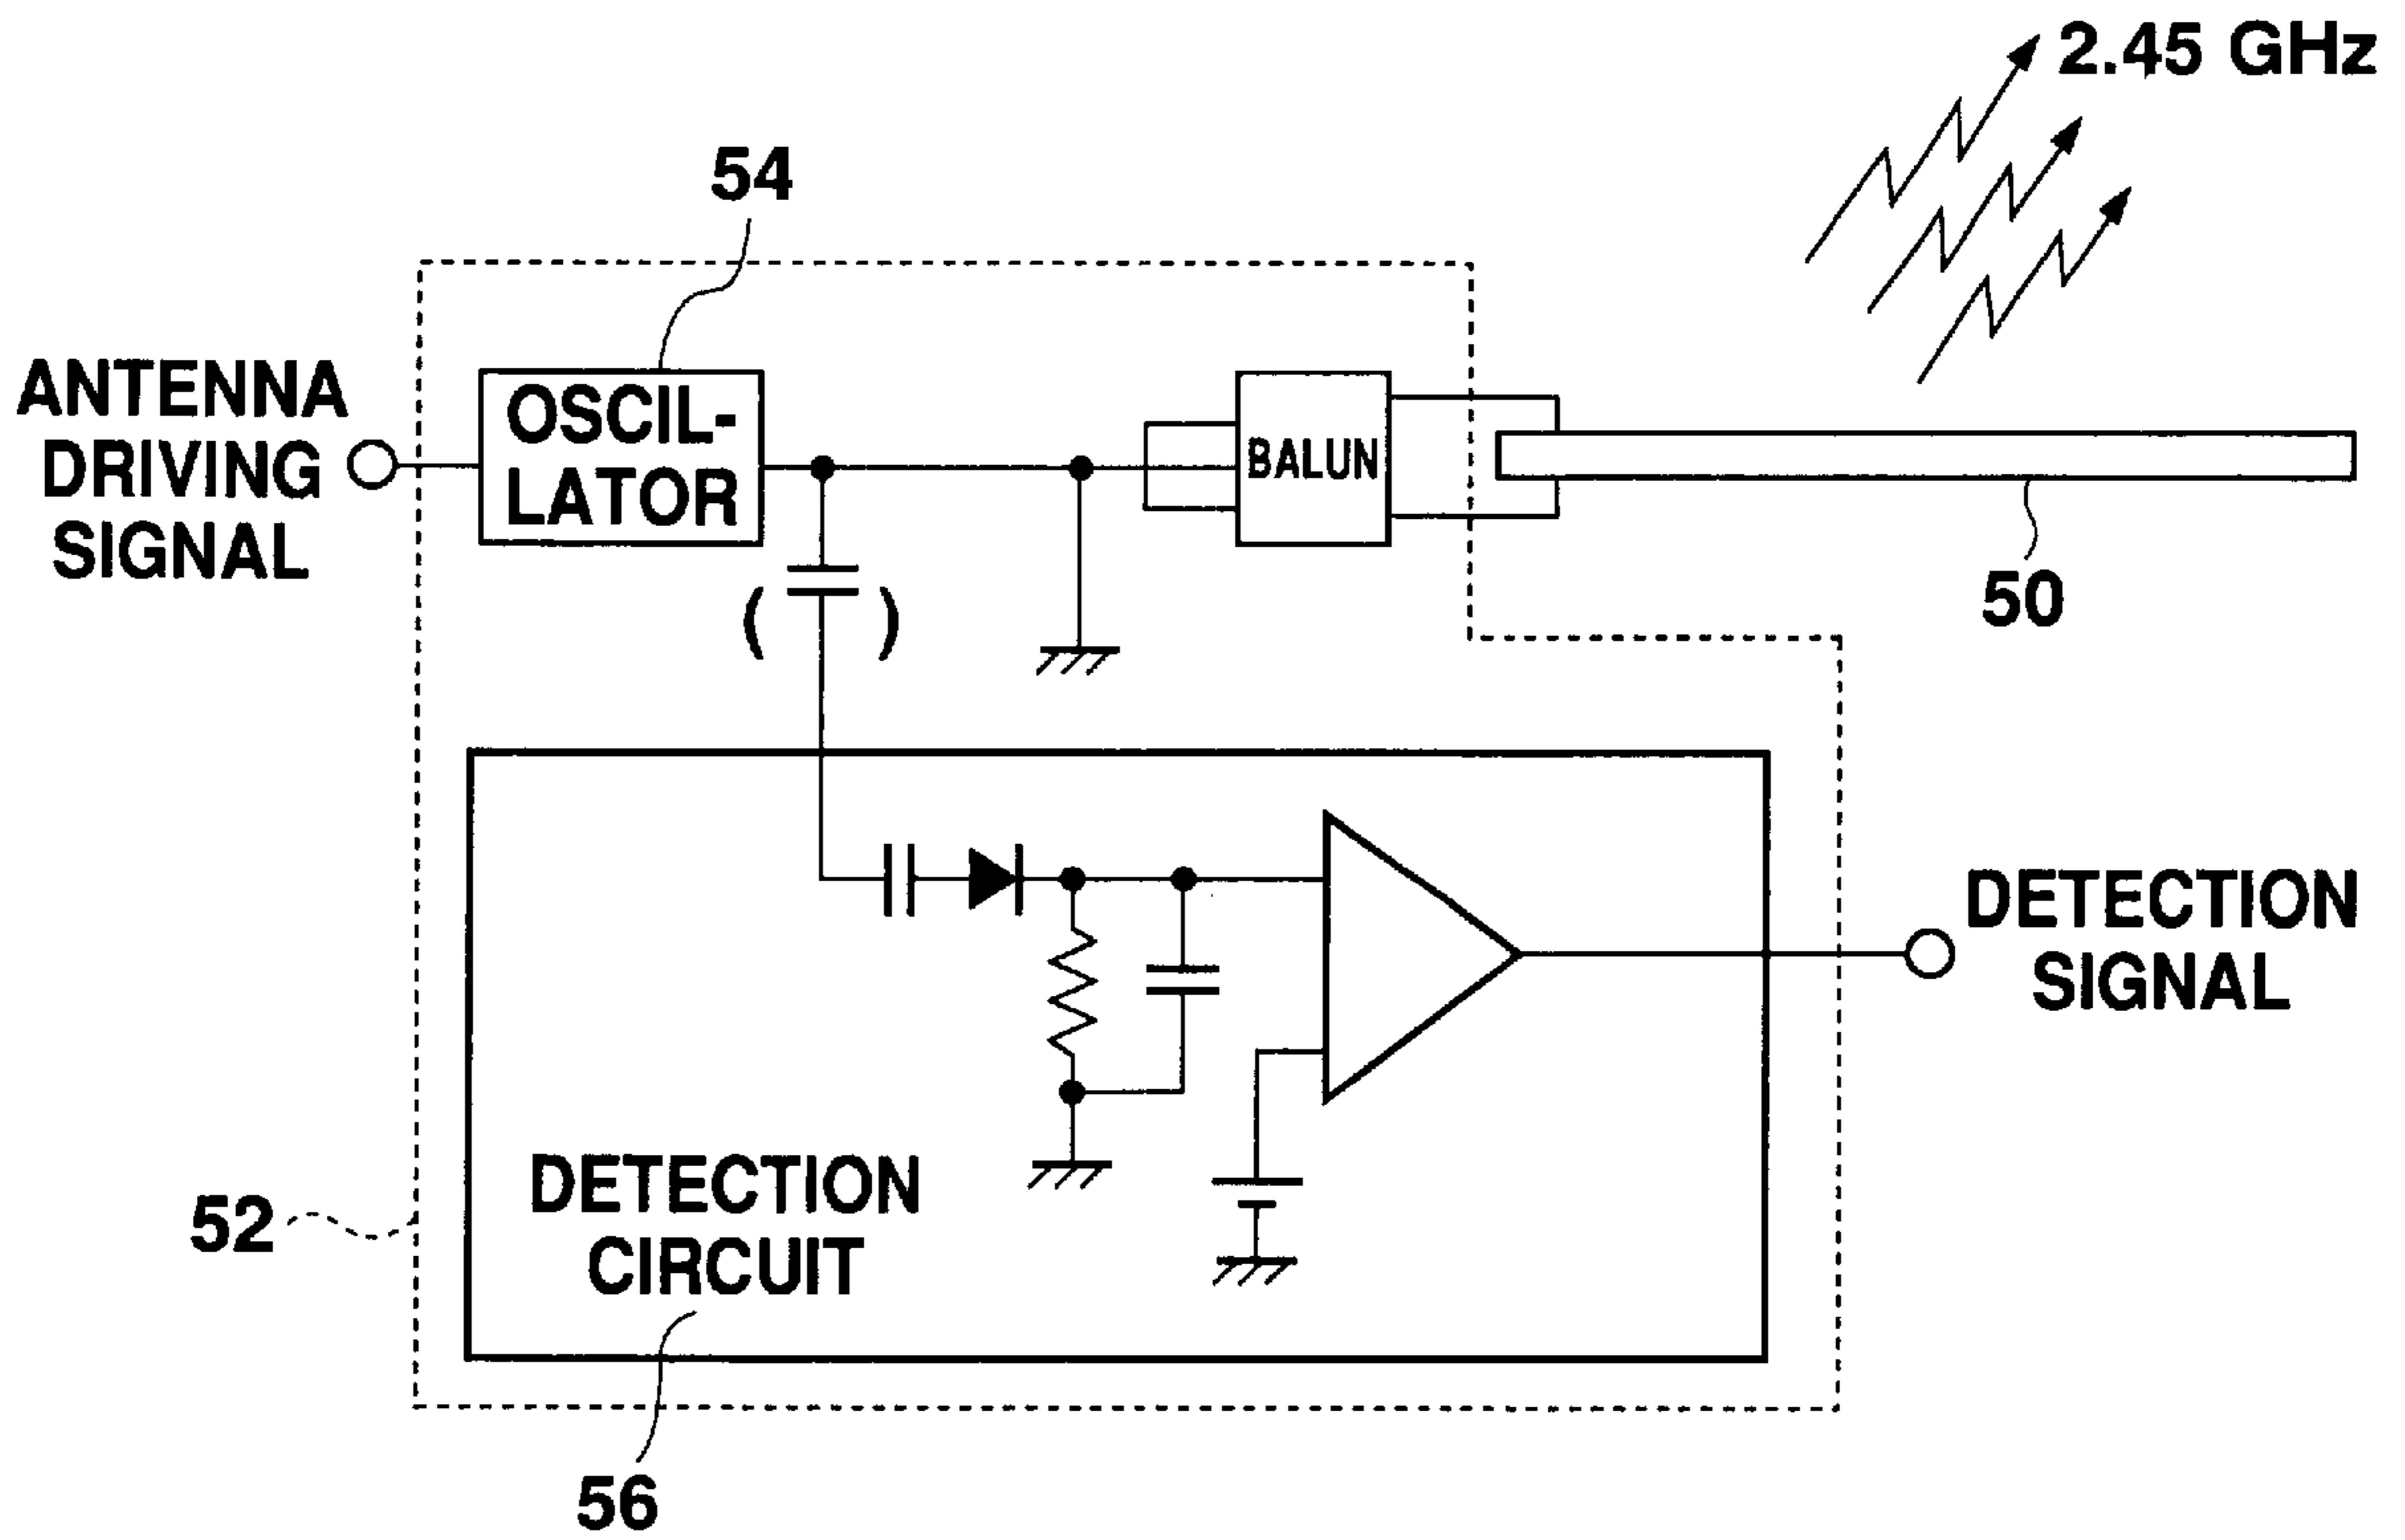 2.45 GHz
54
ANTENNA
DRIVING
SIGNAL
OSCIL-
LATOR
BALUN
50
( )
DETECTION
SIGNAL
DETECTION
CIRCUIT
52
56